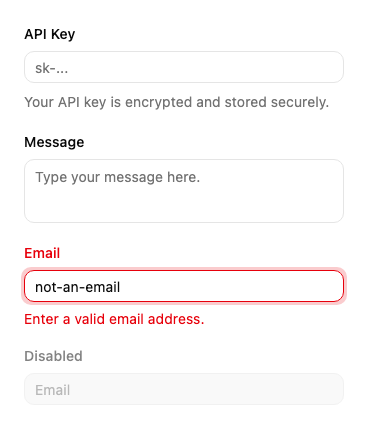 API Key
sk-...
Your API key is encrypted and stored securely.
Message
Type your message here.
Email
not-an-email
Enter a valid email address.
Disabled
Email